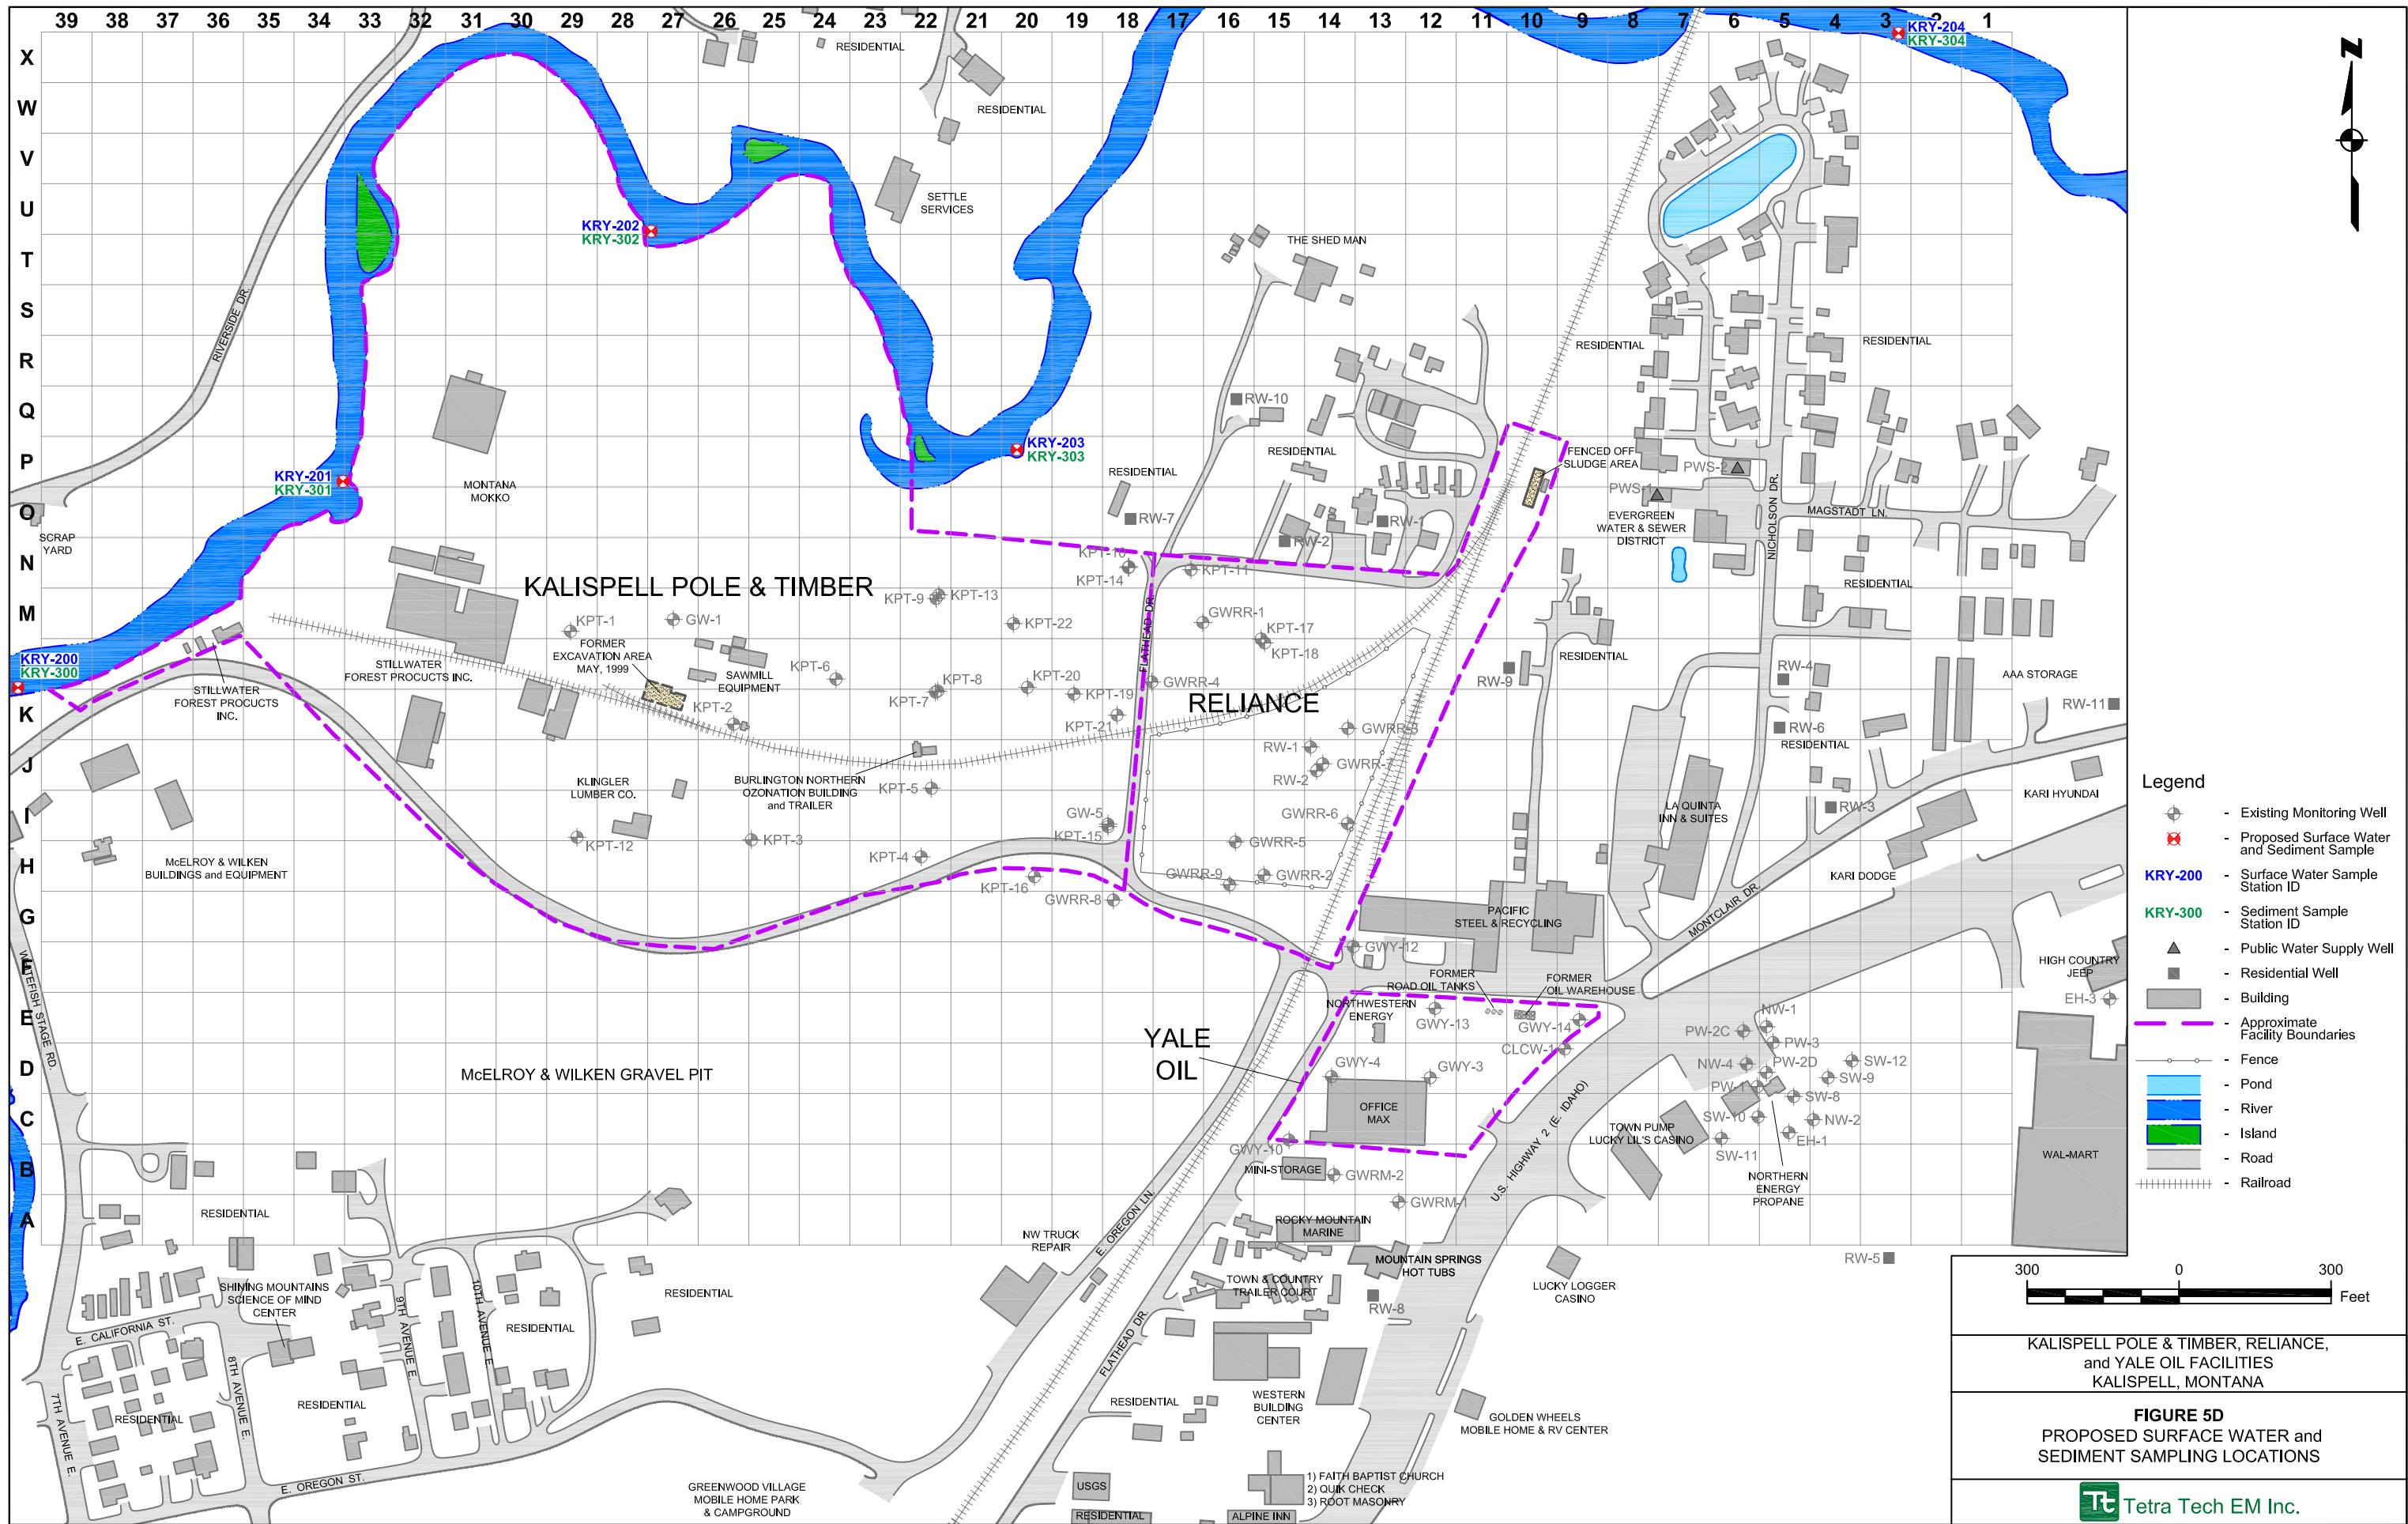 39 38 37 36 35 34 33 32 31 30 29 28 27 26 25 24 23 22 21 20 19 18 17 16 15 14 13 12 11 10 9 8 7 6 5 4 3 2 1
X
W
V
U
T
S
R
Q
P
O
N
M
K
J
I
H
G
F
E
D
C
B
A
KRY-204
KRY-304
RESIDENTIAL
RESIDENTIAL
SETTLE
SERVICES
KRY-202
KRY-302
THE SHED MAN
RIVERSIDE DR.
RESIDENTIAL
RESIDENTIAL
RW-10
KRY-203
KRY-303
RESIDENTIAL
RESIDENTIAL
FENCED OFF
SLUDGE AREA
PWS-2
PWS-1
KRY-201
KRY-301
MONTANA
MOKKO
SCRAP
YARD
RW-7
RW-1
RW-2
EVERGREEN
WATER & SEWER
DISTRICT
NICHOLSON DR.
MAGSTADT LN.
RESIDENTIAL
KALISPELL POLE & TIMBER
KPT-10
KPT-14
KPT-11
KPT-9
KPT-13
KPT-1
GW-1
KPT-22
GWRR-1
KPT-17
KPT-18
FLATHEAD DR.
FORMER
EXCAVATION AREA
MAY, 1999
KRY-200
KRY-300
STILLWATER
FOREST PROCUCTS
INC.
STILLWATER
FOREST PRODUCTS INC.
SAWMILL
EQUIPMENT
KPT-6
KPT-8
KPT-7
KPT-20
KPT-19
GWRR-4
KPT-2
KPT-21
RELIANCE
GWRR-3
RW-9
RESIDENTIAL
RW-4
AAA STORAGE
RW-11
RW-6
RESIDENTIAL
RW-1
GWRR-7
RW-2
KLINGLER
LUMBER CO.
BURLINGTON NORTHERN
OZONATION BUILDING
and TRAILER
KPT-5
GW-5
KPT-15
GWRR-6
GWRR-5
LA QUINTA
INN & SUITES
RW-3
KARI HYUNDAI
KPT-12
KPT-3
KPT-4
KPT-16
GWRR-9
GWRR-2
GWRR-8
McELROY & WILKEN
BUILDINGS and EQUIPMENT
KARI DODGE
MONTCLAIR DR.
PACIFIC
STEEL & RECYCLING
GWY-12
WHITEFISH STAGE RD.
HIGH COUNTRY
JEEP
EH-3
FORMER
ROAD OIL TANKS
FORMER
OIL WAREHOUSE
NORTHWESTERN
ENERGY
GWY-13
GWY-14
CLCW-1
YALE
OIL
GWY-4
GWY-3
OFFICE
MAX
GWY-10
McELROY & WILKEN GRAVEL PIT
PW-2C
NW-1
PW-3
NW-4
PW-2D
SW-12
SW-9
PW-1
SW-8
SW-10
NW-2
EH-1
SW-11
TOWN PUMP
LUCKY LIL'S CASINO
NORTHERN
ENERGY
PROPANE
WAL-MART
U.S. HIGHWAY 2 (E. IDAHO)
MINI-STORAGE
GWRM-2
GWRM-1
ROCKY MOUNTAIN
MARINE
MOUNTAIN SPRINGS
HOT TUBS
TOWN & COUNTRY
TRAILER COURT
RW-8
LUCKY LOGGER
CASINO
RW-5
NW TRUCK
REPAIR
E. OREGON LN.
FLATHEAD DR.
RESIDENTIAL
SHINING MOUNTAINS
SCIENCE OF MIND
CENTER
E. CALIFORNIA ST.
RESIDENTIAL
RESIDENTIAL
RESIDENTIAL
RESIDENTIAL
7TH AVENUE E.
8TH AVENUE E.
9TH AVENUE E.
10TH AVENUE E.
E. OREGON ST.
RESIDENTIAL
WESTERN
BUILDING
CENTER
GOLDEN WHEELS
MOBILE HOME & RV CENTER
GREENWOOD VILLAGE
MOBILE HOME PARK
& CAMPGROUND
USGS
RESIDENTIAL
1) FAITH BAPTIST CHURCH
2) QUIK CHECK
3) ROOT MASONRY
ALPINE INN
N
Legend
- Existing Monitoring Well
- Proposed Surface Water
and Sediment Sample
KRY-200 - Surface Water Sample
Station ID
KRY-300 - Sediment Sample
Station ID
- Public Water Supply Well
- Residential Well
- Building
- Approximate
Facility Boundaries
- Fence
- Pond
- River
- Island
- Road
- Railroad
300 0 300
Feet
KALISPELL POLE & TIMBER, RELIANCE,
and YALE OIL FACILITIES
KALISPELL, MONTANA
FIGURE 5D
PROPOSED SURFACE WATER and
SEDIMENT SAMPLING LOCATIONS
Tt Tetra Tech EM Inc.